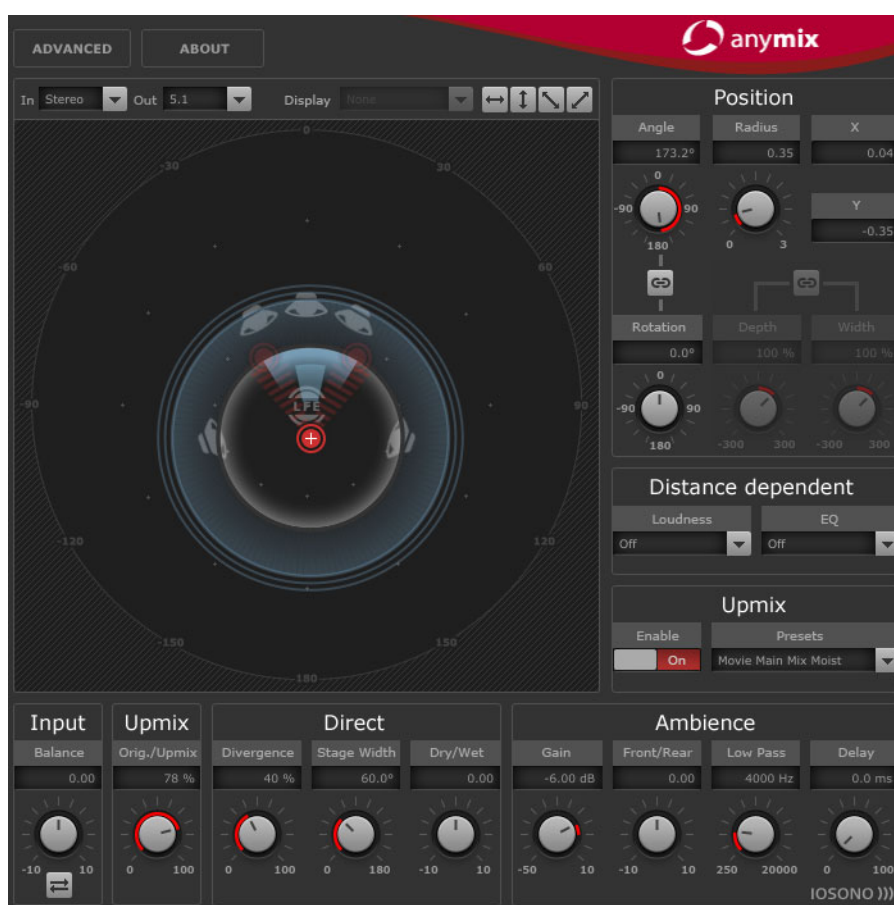 ADVANCED
ABOUT
anymix
In Stereo Out 5.1 Display None
Position
Angle Radius X
173.2° 0.35 0.04
0
-90 90
180
0 3
Y
-0.35
Rotation Depth Width
0.0° 100 % 100 %
0
-90 90
180
-300 300
-300 300
0
-30 30
-60 60
-90 90
-120 120
-150 150
-180
LFE
Distance dependent
Loudness EQ
Off Off
Upmix
Enable Presets
On Movie Main Mix Moist
Input
Balance
0.00
-10 10
Upmix
Orig./Upmix
78 %
0 100
Direct
Divergence Stage Width Dry/Wet
40 % 60.0° 0.00
0 100 0 180 -10 10
Ambience
Gain Front/Rear Low Pass Delay
-6.00 dB 0.00 4000 Hz 0.0 ms
-50 10 -10 10 250 20000 0 100
IOSONO